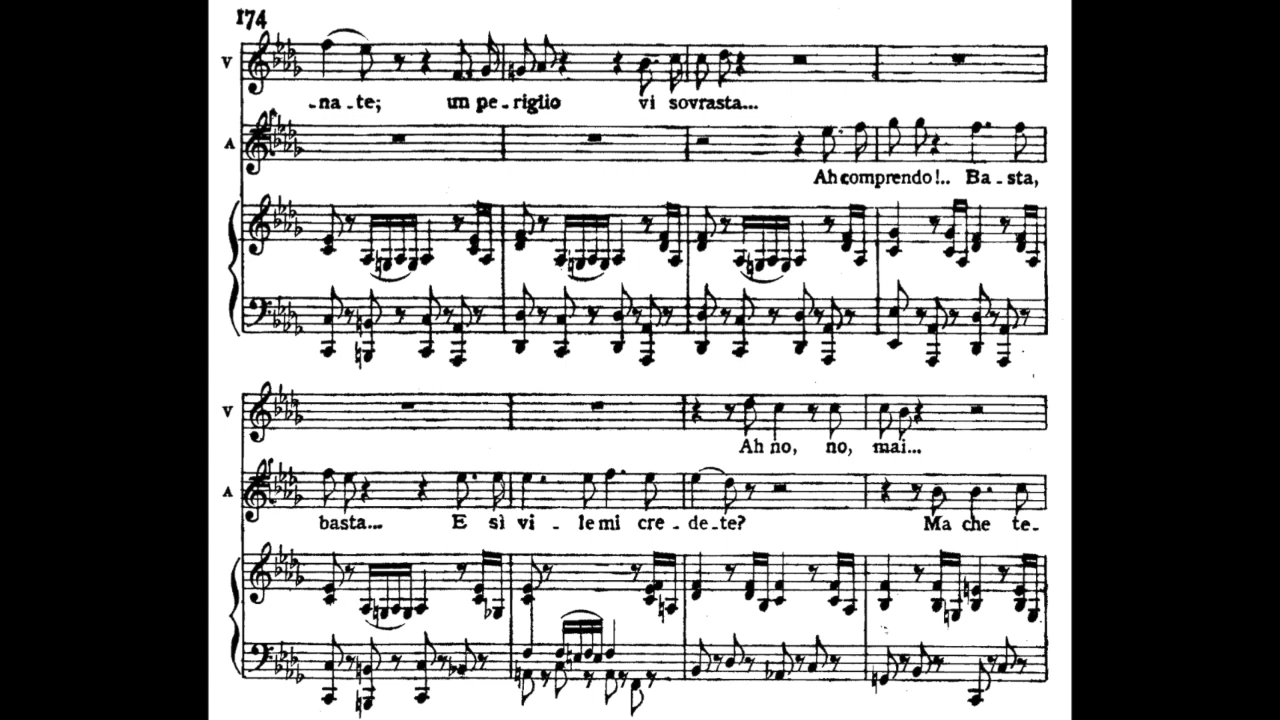 174
V
-na-te; un pe-riglio vi sovrasta...
A
Ah comprendo!.. Ba-sta,
V
Ah no, no, mai...
A
basta... E sì vi-le mi cre-de-te? Ma che te-